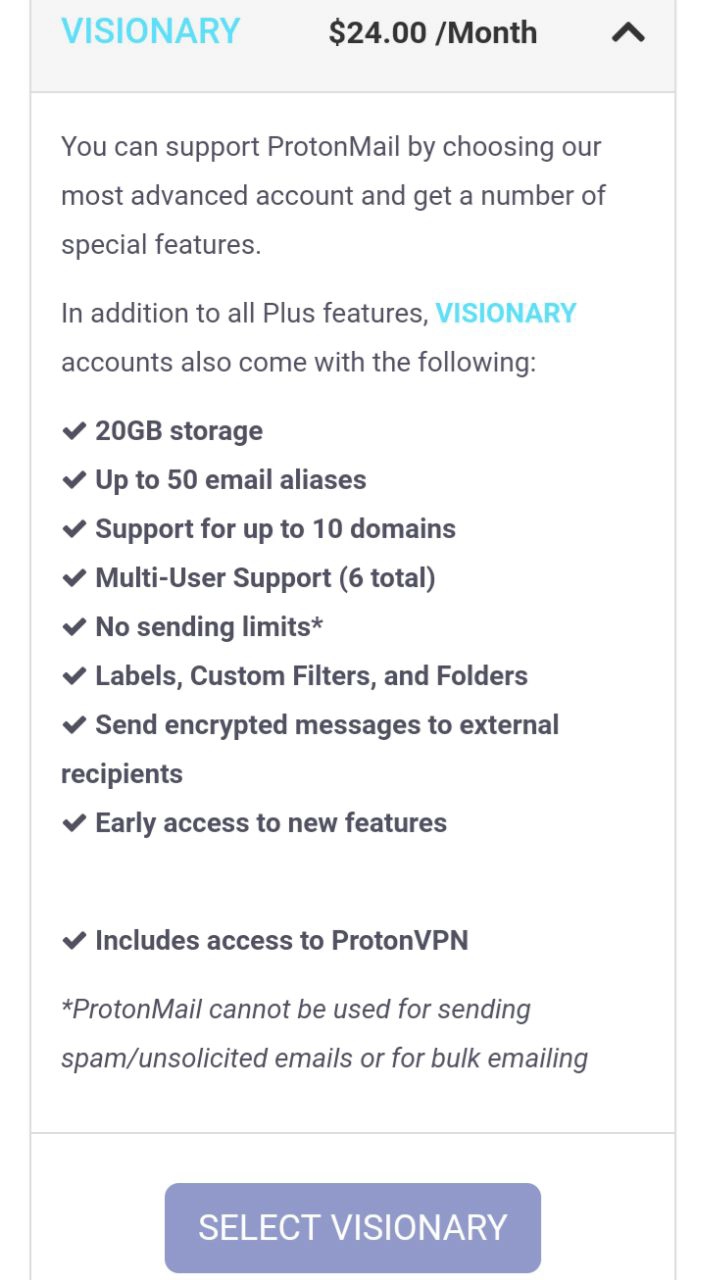 VISIONARY $24.00 /Month
You can support ProtonMail by choosing our
most advanced account and get a number of
special features.
In addition to all Plus features, VISIONARY
accounts also come with the following:
✔ 20GB storage
✔ Up to 50 email aliases
✔ Support for up to 10 domains
✔ Multi-User Support (6 total)
✔ No sending limits*
✔ Labels, Custom Filters, and Folders
✔ Send encrypted messages to external
recipients
✔ Early access to new features
✔ Includes access to ProtonVPN
*ProtonMail cannot be used for sending
spam/unsolicited emails or for bulk emailing
SELECT VISIONARY